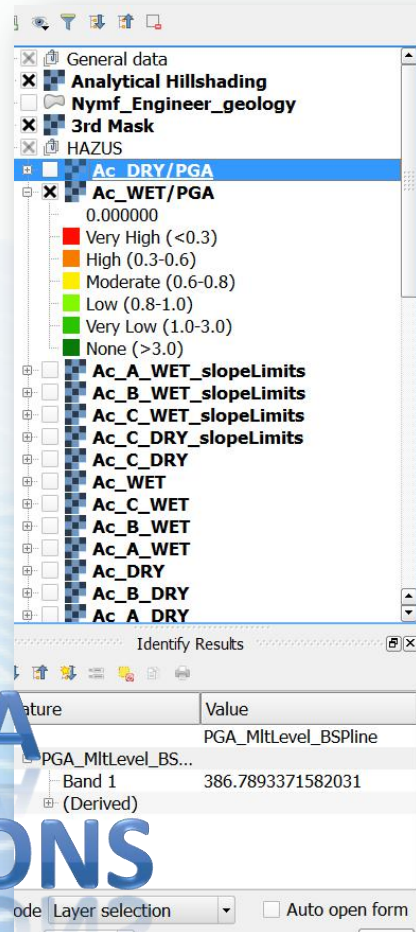 General data
Analytical Hillshading
Nymf_Engineer_geology
3rd Mask
HAZUS
Ac_DRY/PGA
Ac_WET/PGA
0.000000
Very High (<0.3)
High (0.3-0.6)
Moderate (0.6-0.8)
Low (0.8-1.0)
Very Low (1.0-3.0)
None (>3.0)
Ac_A_WET_slopeLimits
Ac_B_WET_slopeLimits
Ac_C_WET_slopeLimits
Ac_C_DRY_slopeLimits
Ac_C_DRY
Ac_WET
Ac_C_WET
Ac_B_WET
Ac_A_WET
Ac_DRY
Ac_B_DRY
Ac_A_DRY
Identify Results
ature Value
PGA_MltLevel_BSPline
PGA_MltLevel_BS...
Band 1 386.7893371582031
(Derived)
A
ONS
ode Layer selection Auto open form